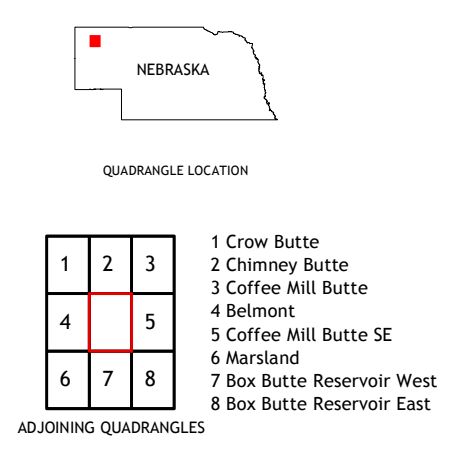 NEBRASKA
QUADRANGLE LOCATION
1 2 3
4 5
6 7 8
ADJOINING QUADRANGLES
1 Crow Butte
2 Chimney Butte
3 Coffee Mill Butte
4 Belmont
5 Coffee Mill Butte SE
6 Marsland
7 Box Butte Reservoir West
8 Box Butte Reservoir East